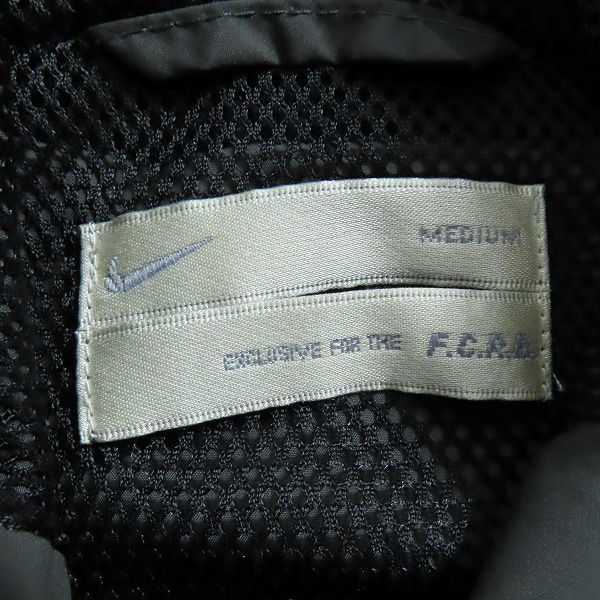 MEDIUM
EXCLUSIVE FOR THE F.C.R.B.